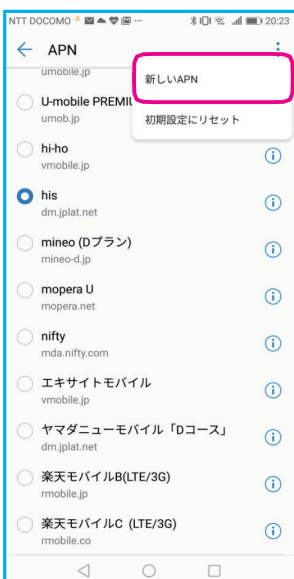 NTT DOCOMO 20:23
APN
umobile.jp
新しいAPN
U-mobile PREMIU
umob.jp
初期設定にリセット
hi-ho
vmobile.jp
his
dm.jplat.net
mineo (Dプラン)
mineo-d.jp
mopera U
mopera.net
nifty
mda.nifty.com
エキサイトモバイル
vmobile.jp
ヤマダニューモバイル「Dコース」
dm.jplat.net
楽天モバイルB(LTE/3G)
rmobile.jp
楽天モバイルC (LTE/3G)
rmobile.co